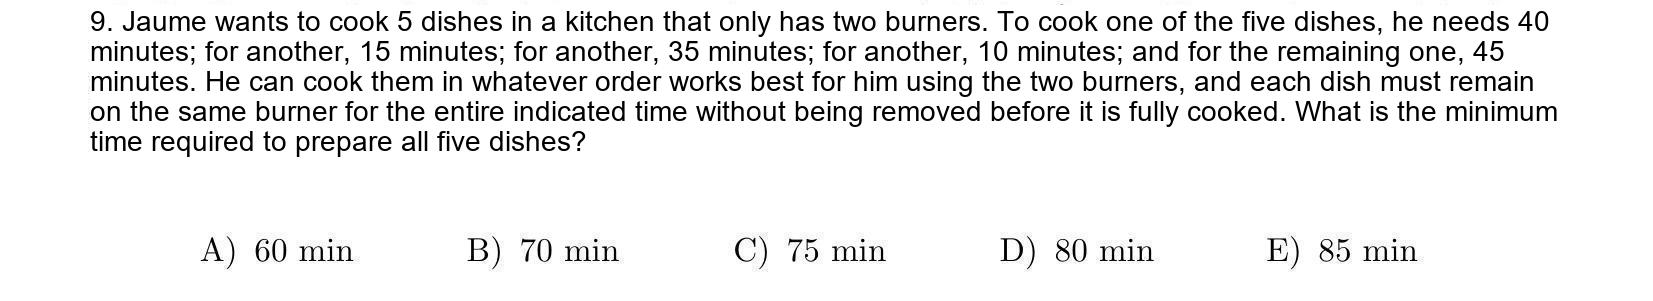 9. Jaume wants to cook 5 dishes in a kitchen that only has two burners. To cook one of the five dishes, he needs 40
minutes; for another, 15 minutes; for another, 35 minutes; for another, 10 minutes; and for the remaining one, 45
minutes. He can cook them in whatever order works best for him using the two burners, and each dish must remain
on the same burner for the entire indicated time without being removed before it is fully cooked. What is the minimum
time required to prepare all five dishes?
A) 60 min B) 70 min C) 75 min D) 80 min E) 85 min